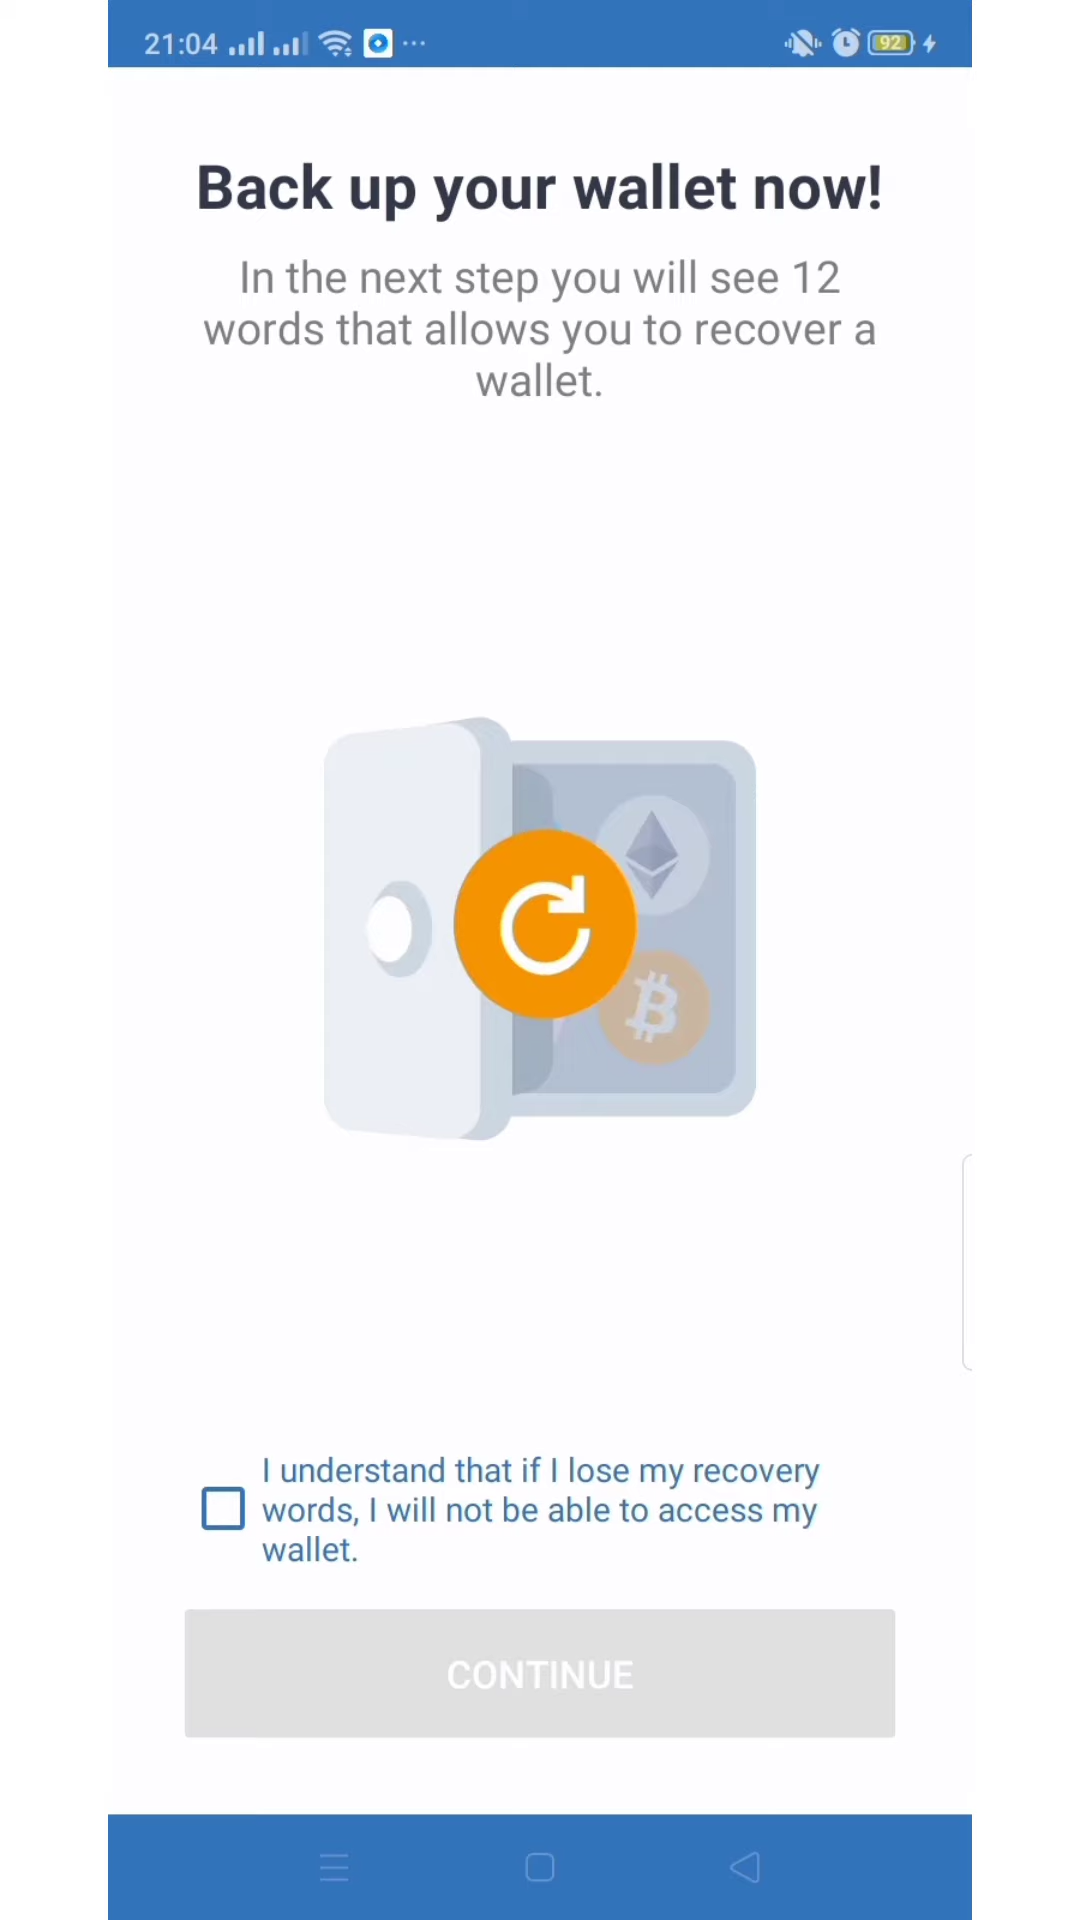 21:04
92
Back up your wallet now!
In the next step you will see 12
words that allows you to recover a
wallet.
I understand that if I lose my recovery
words, I will not be able to access my
wallet.
CONTINUE